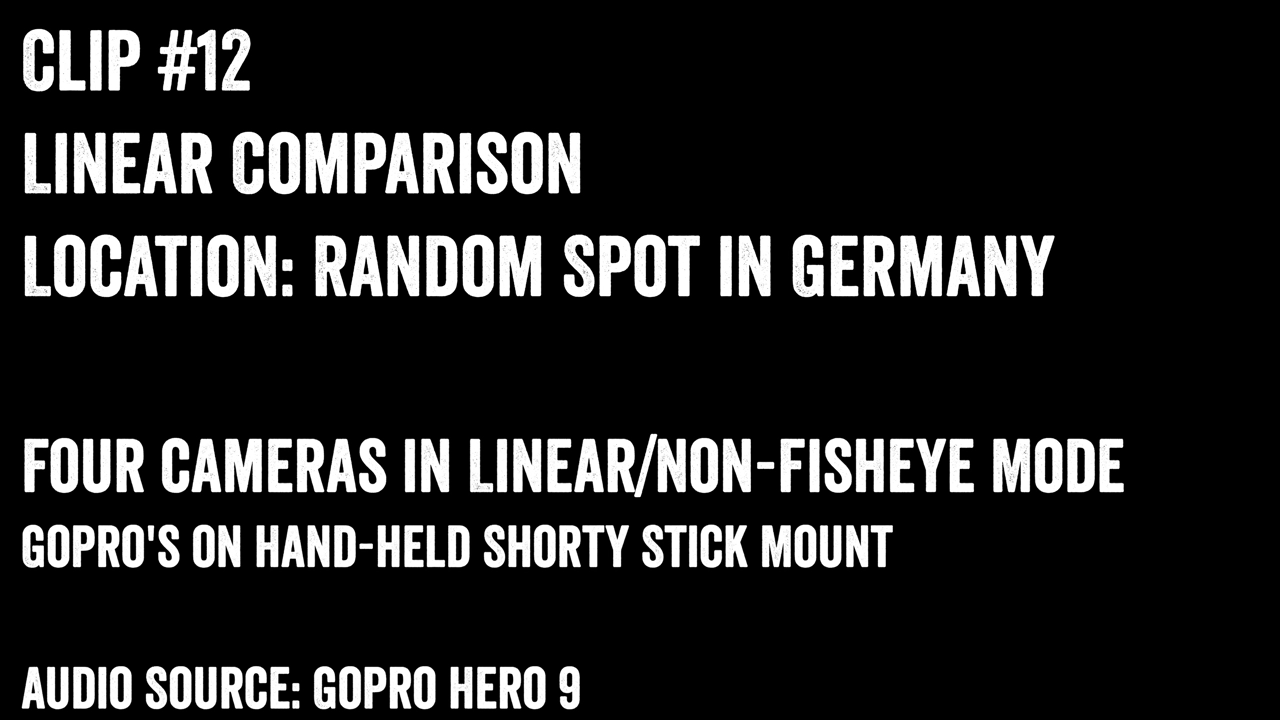 CLIP #12
LINEAR COMPARISON
LOCATION: RANDOM SPOT IN GERMANY
FOUR CAMERAS IN LINEAR/NON-FISHEYE MODE
GOPRO'S ON HAND-HELD SHORTY STICK MOUNT
AUDIO SOURCE: GOPRO HERO 9